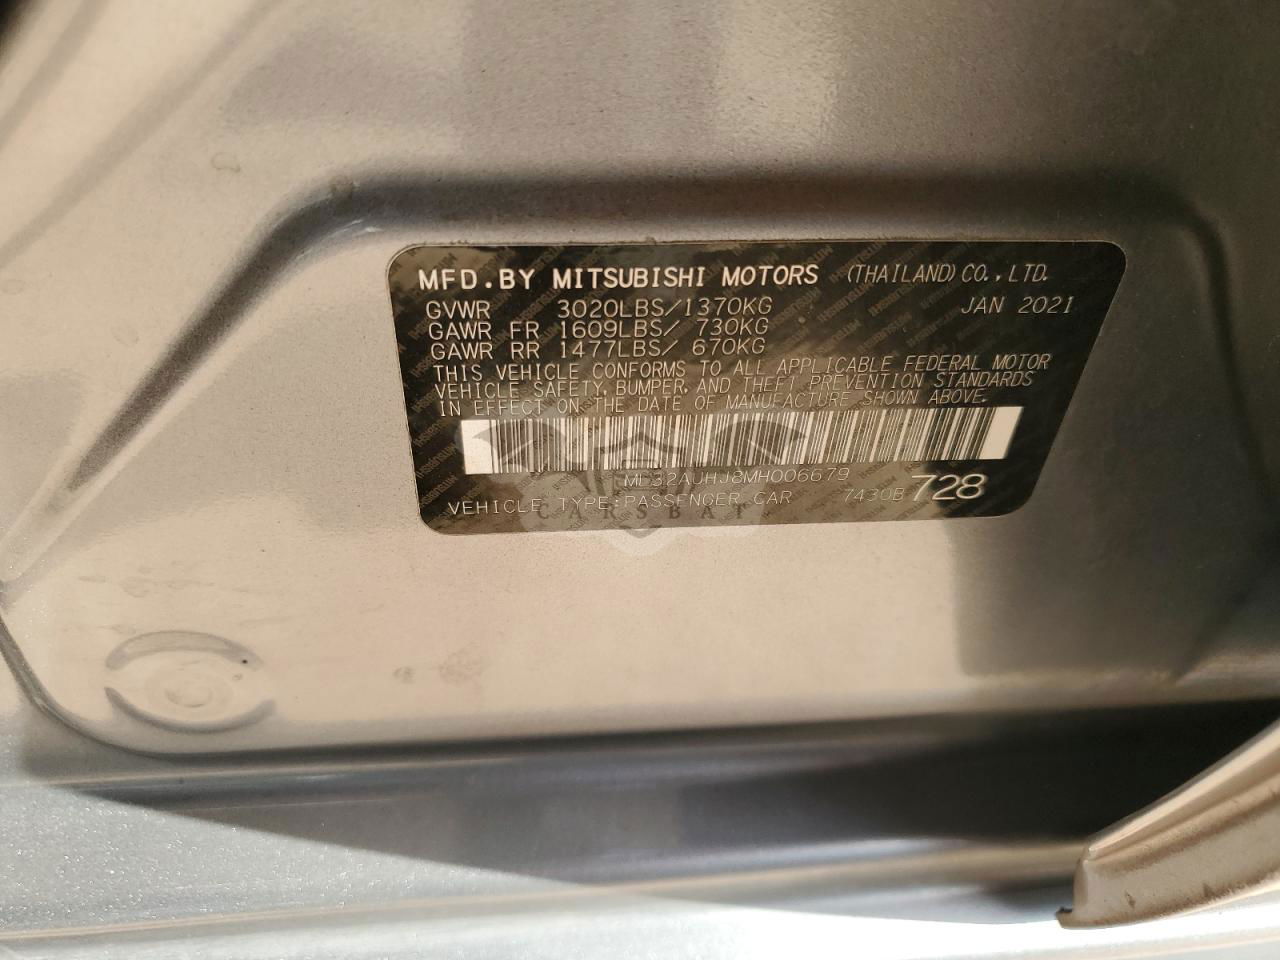 MFD.BY MITSUBISHI MOTORS (THAILAND) CO.,LTD.
GVWR 3020LBS/1370KG JAN 2021
GAWR FR 1609LBS/ 730KG
GAWR RR 1477LBS/ 670KG
THIS VEHICLE CONFORMS TO ALL APPLICABLE FEDERAL MOTOR
VEHICLE SAFETY, BUMPER, AND THEFT PREVENTION STANDARDS
IN EFFECT ON THE DATE OF MANUFACTURE SHOWN ABOVE.
ML32AUHJ8MH006679
VEHICLE TYPE:PASSENGER CAR 7430B 728
CARSBAT